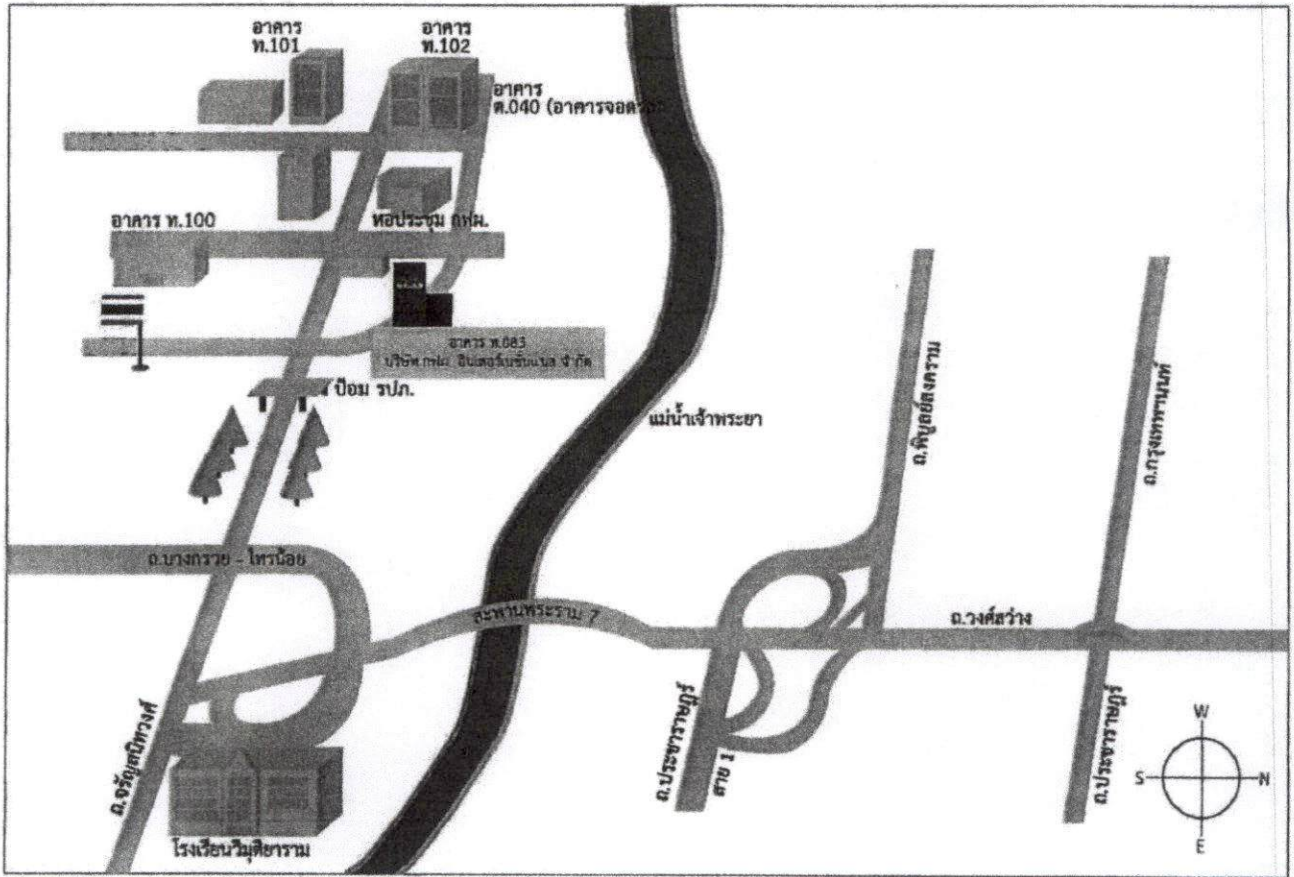 อาคาร
ท.101
อาคาร
ท.102
อาคาร
ต.040 (อาคารจอดรถ)
อาคาร ท.100
หอประชุม กฟผ.
อาคาร ท.083
บริษัท กฟผ. อินเตอร์เนชั่นแนล จำกัด
ป้อม รปภ.
แม่น้ำเจ้าพระยา
ถ.พิบูลย์สงคราม
ถ.กรุงเทพานนท์
ถ.บางกรวย - ไทรน้อย
สะพานพระราม 7
ถ.วงศ์สว่าง
ถ.จรัญสนิทวงศ์
ถ.ประชาราษฎร์
สาย 1
ถ.ประชาราษฎร์
โรงเรียนวิมุตยาราม
W
S
N
E